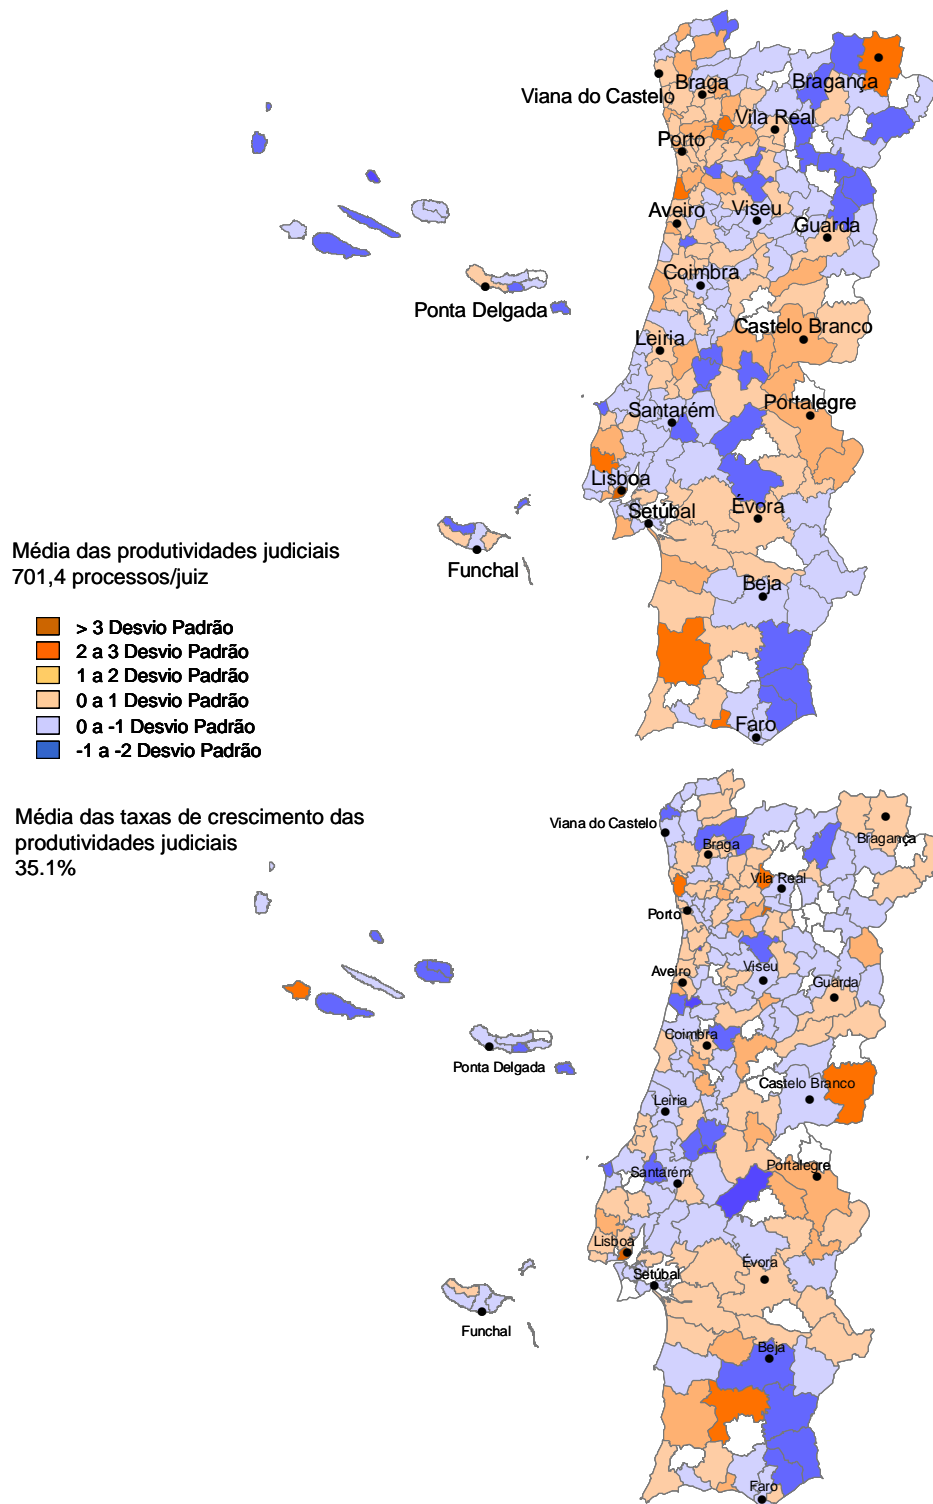 Viana do Castelo
Braga
Bragança
Vila Real
Porto
Aveiro
Viseu
Guarda
Coimbra
Ponta Delgada
Castelo Branco
Leiria
Portalegre
Santarém
Lisboa
Évora
Setúbal
Funchal
Beja
Faro
Média das produtividades judiciais
701,4 processos/juiz
> 3 Desvio Padrão
2 a 3 Desvio Padrão
1 a 2 Desvio Padrão
0 a 1 Desvio Padrão
0 a -1 Desvio Padrão
-1 a -2 Desvio Padrão
Média das taxas de crescimento das
produtividades judiciais
35.1%
Viana do Castelo
Braga
Bragança
Vila Real
Porto
Aveiro
Viseu
Guarda
Coimbra
Ponta Delgada
Castelo Branco
Leiria
Portalegre
Santarém
Lisboa
Évora
Setúbal
Funchal
Beja
Faro